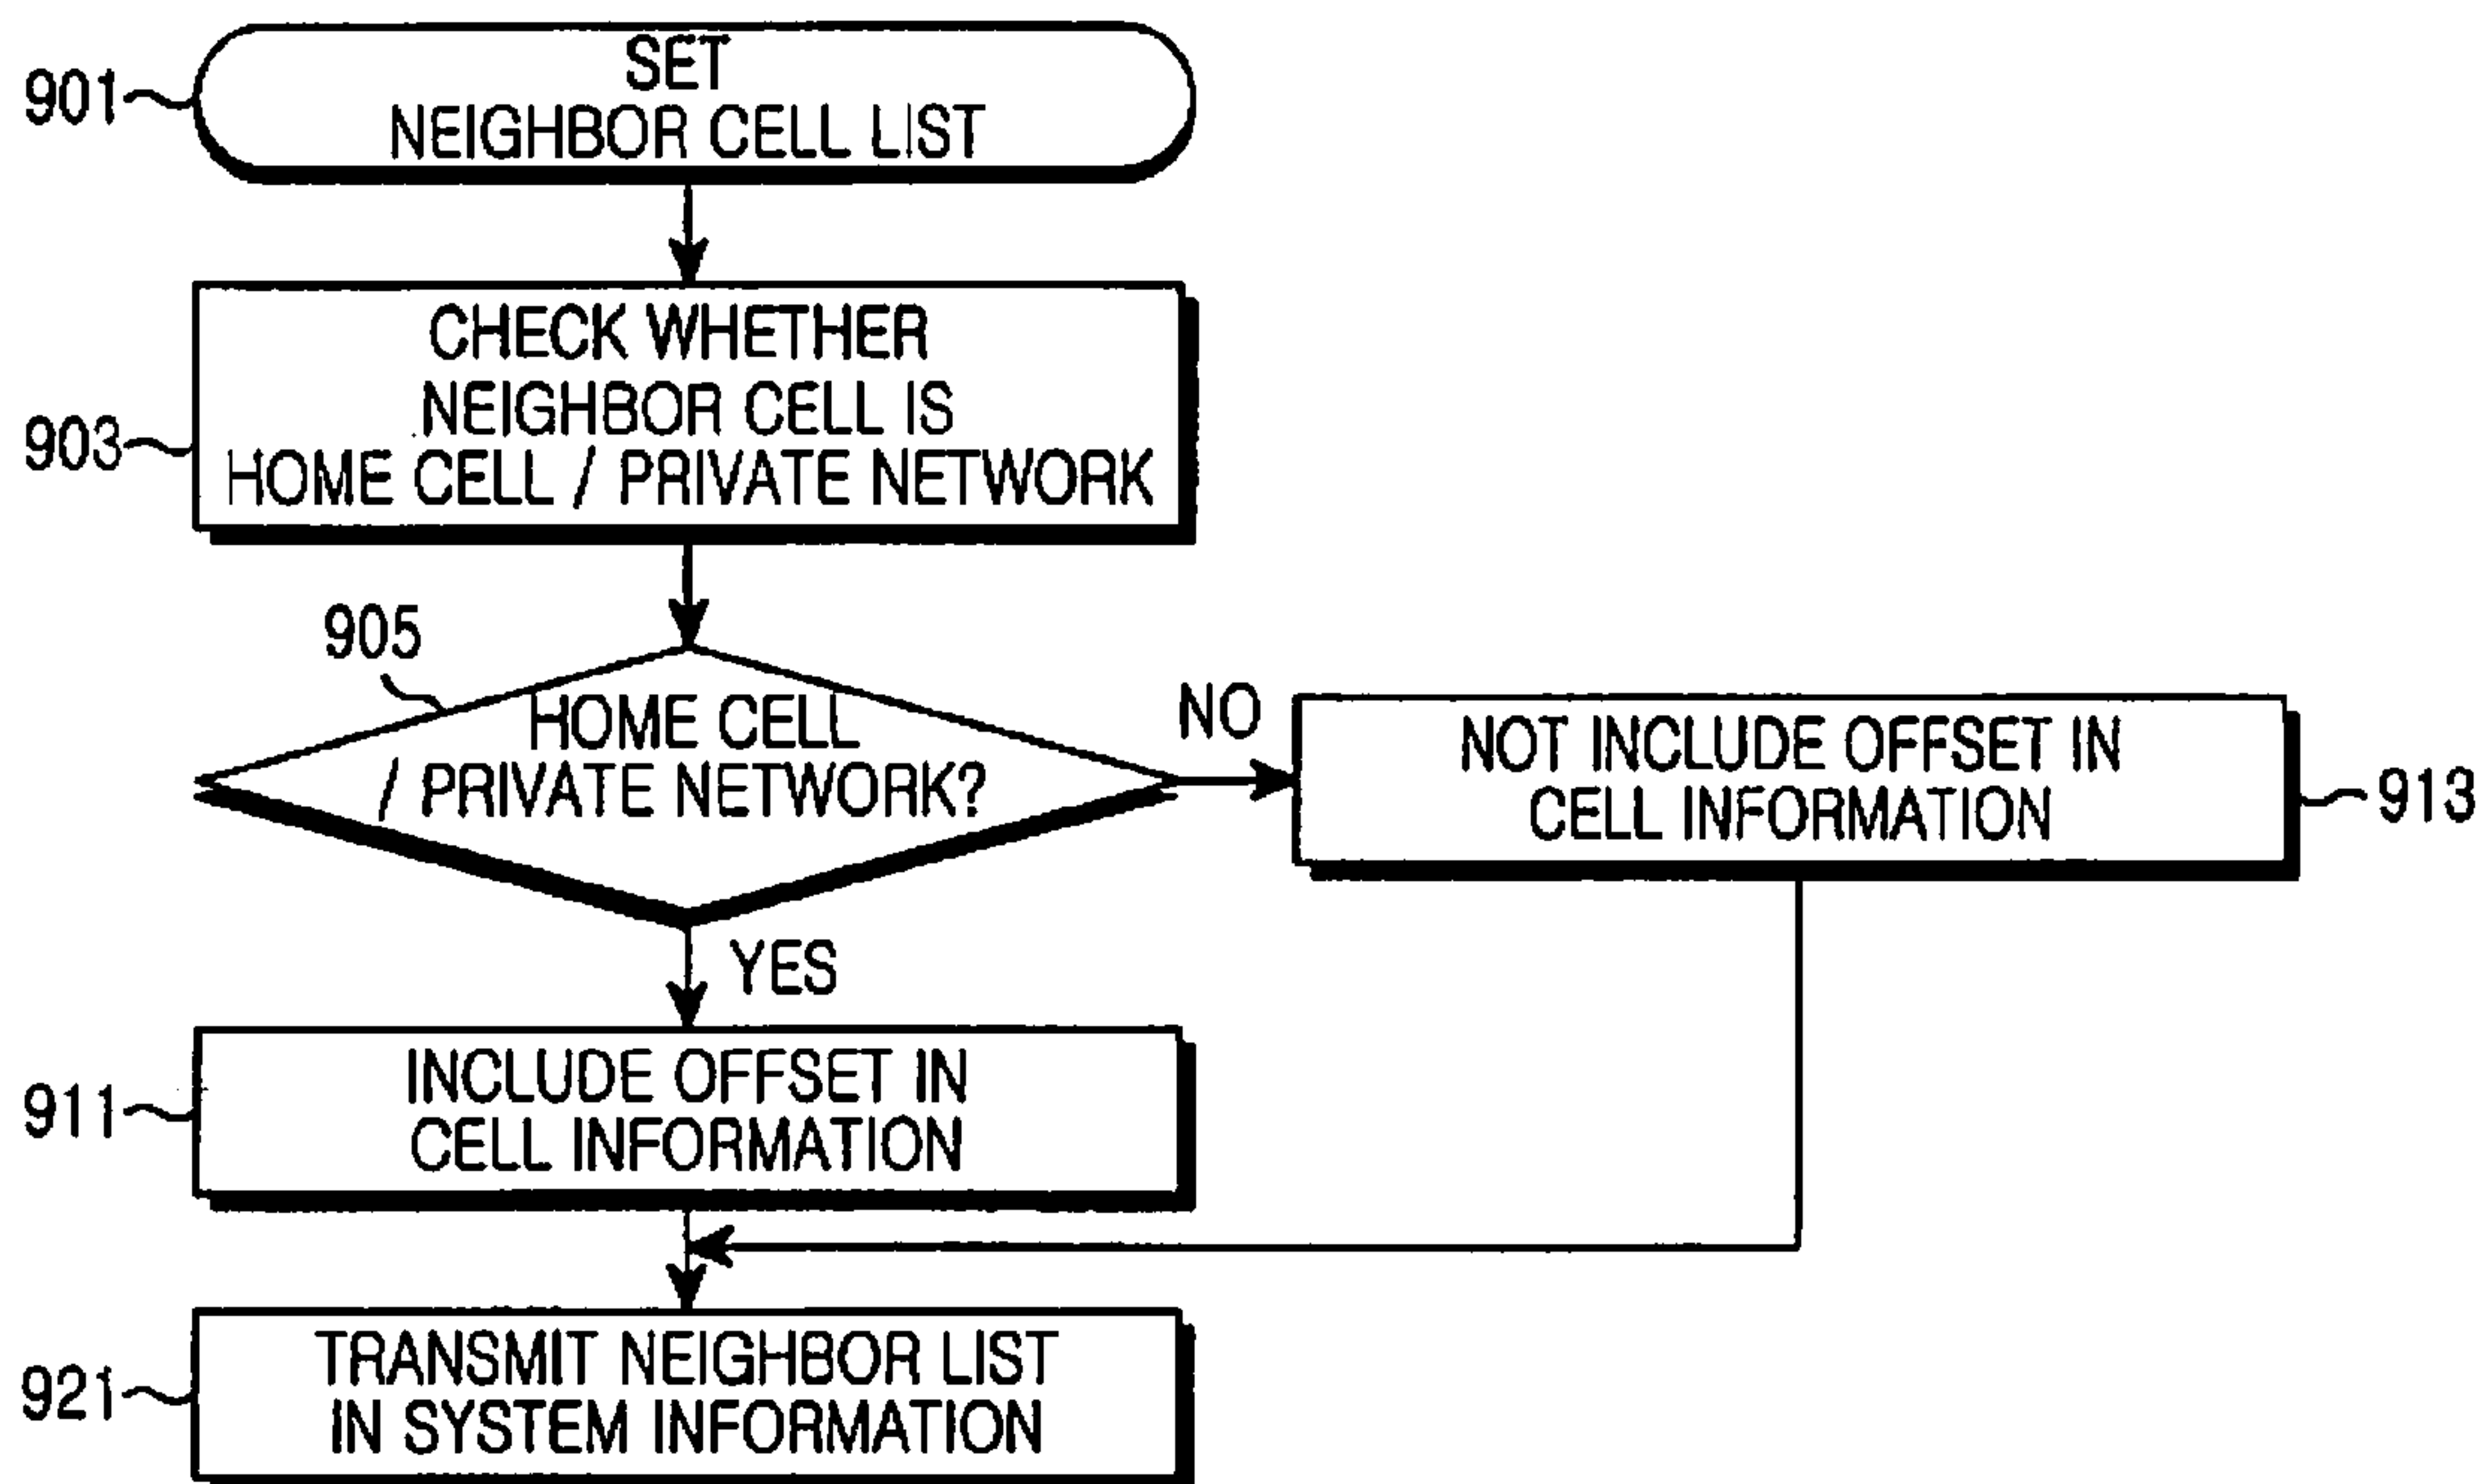 901
SET
NEIGHBOR CELL LIST
903
CHECK WHETHER
NEIGHBOR CELL IS
HOME CELL / PRIVATE NETWORK
905
HOME CELL
/ PRIVATE NETWORK?
NO
NOT INCLUDE OFFSET IN
CELL INFORMATION
913
YES
911
INCLUDE OFFSET IN
CELL INFORMATION
921
TRANSMIT NEIGHBOR LIST
IN SYSTEM INFORMATION